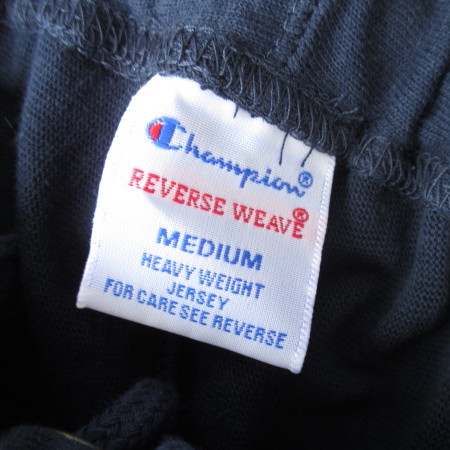 Champion®
REVERSE WEAVE®
MEDIUM
HEAVY WEIGHT
JERSEY
FOR CARE SEE REVERSE